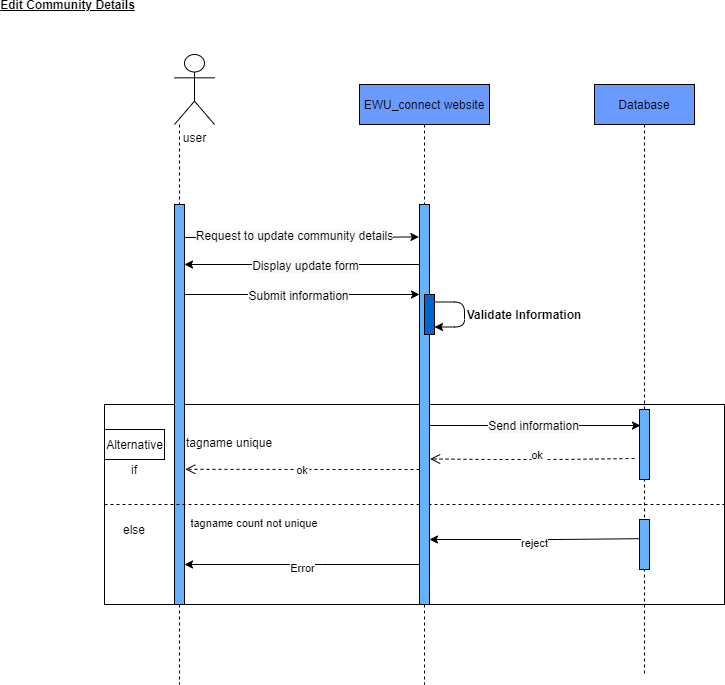 Edit Community Details
EWU_connect website
Database
user
Request to update community details
Display update form
Submit information
Validate Information
Send information
Alternative
tagname unique
ok
if
ok
tagname count not unique
else
reject
Error